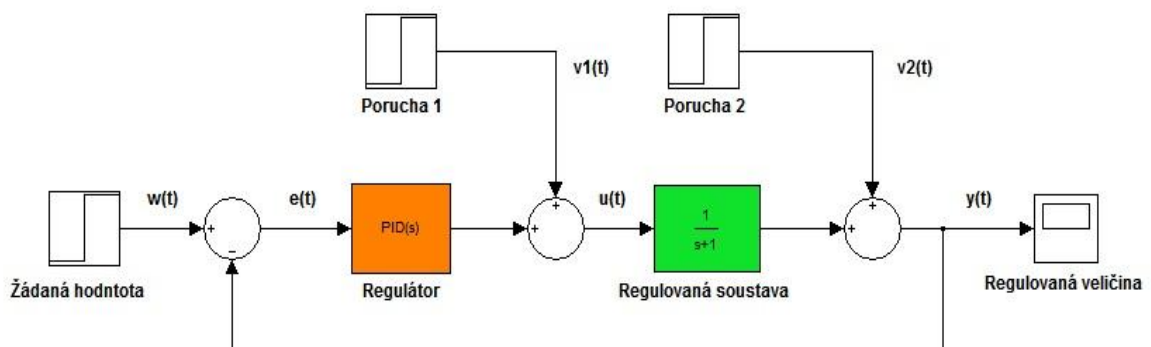 v1(t)
v2(t)
Porucha 1
Porucha 2
+
+
w(t)
e(t)
u(t)
y(t)
+
-
PID(s)
+
1
s+1
+
Žádaná hodntota
Regulátor
Regulovaná soustava
Regulovaná veličina